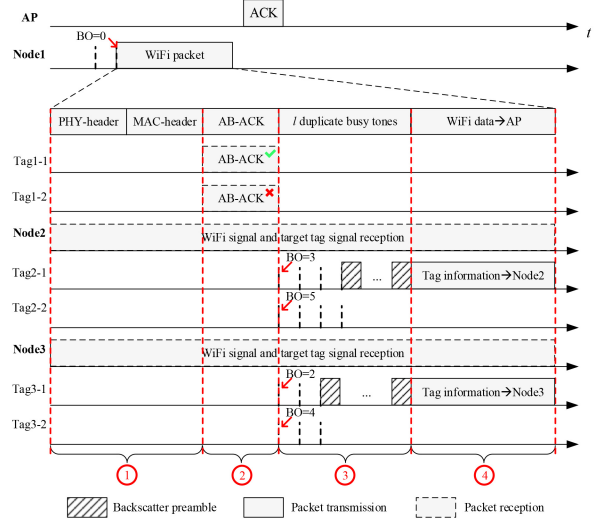 AP
ACK
t
BO=0
Node1
WiFi packet
PHY-header
MAC-header
AB-ACK
l duplicate busy tones
WiFi data→AP
Tag1-1
AB-ACK
Tag1-2
AB-ACK
Node2
WiFi signal and target tag signal reception
BO=3
Tag2-1
...
Tag information→Node2
BO=5
Tag2-2
Node3
WiFi signal and target tag signal reception
BO=2
Tag3-1
...
Tag information→Node3
BO=4
Tag3-2
1
2
3
4
Backscatter preamble
Packet transmission
Packet reception